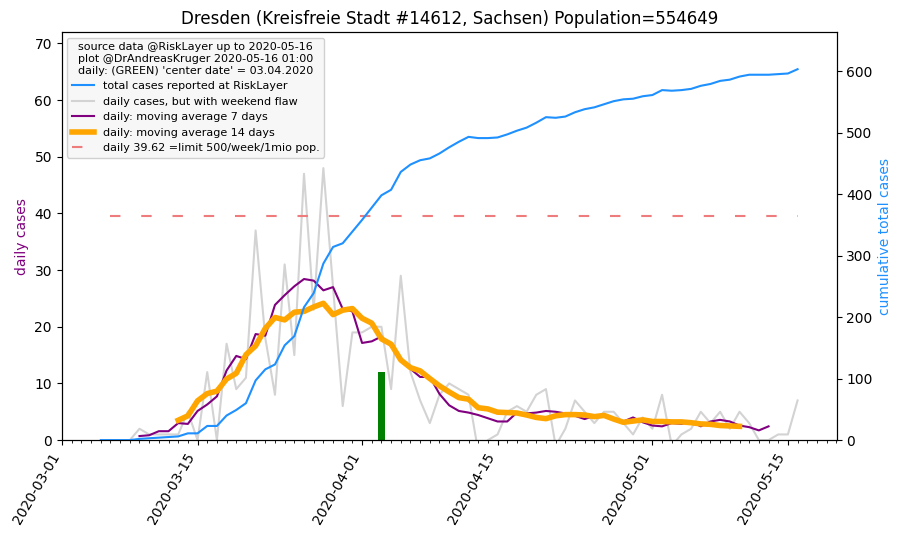 Dresden (Kreisfreie Stadt #14612, Sachsen) Population=554649
source data @RiskLayer up to 2020-05-16
plot @DrAndreasKruger 2020-05-16 01:00
daily: (GREEN) 'center date' = 03.04.2020
total cases reported at RiskLayer
daily cases, but with weekend flaw
daily: moving average 7 days
daily: moving average 14 days
daily 39.62 =limit 500/week/1mio pop.
daily cases
70
60
50
40
30
20
10
0
cumulative total cases
600
500
400
300
200
100
0
2020-03-01
2020-03-15
2020-04-01
2020-04-15
2020-05-01
2020-05-15